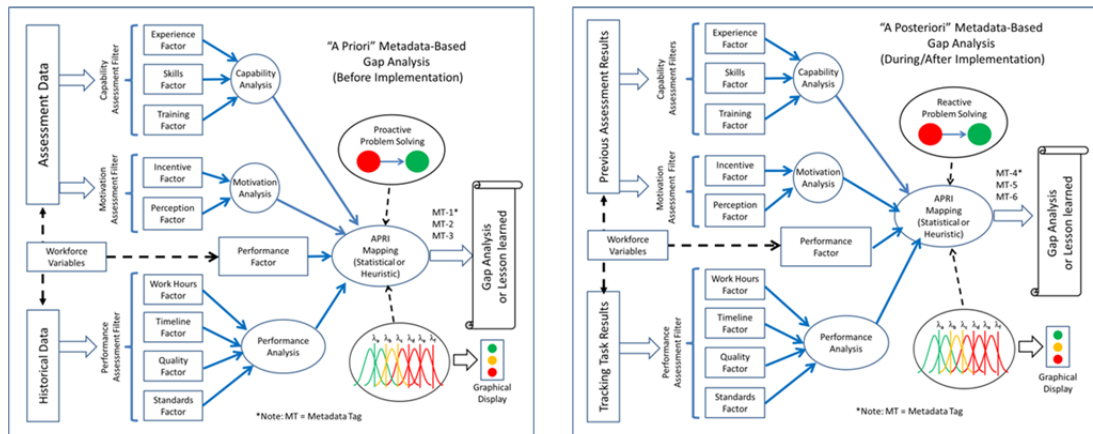 "A Priori" Metadata-Based
Gap Analysis
(Before Implementation)
Assessment Data
Capability
Assessment Filter
Experience
Factor
Skills
Factor
Training
Factor
Capability
Analysis
Proactive
Problem Solving
Motivation
Assessment Filter
Incentive
Factor
Perception
Factor
Motivation
Analysis
Workforce
Variables
Performance
Factor
APRI
Mapping
(Statistical or
Heuristic)
MT-1*
MT-2
MT-3
Gap Analysis
or Lesson learned
Historical Data
Performance
Assessment Filter
Work Hours
Factor
Timeline
Factor
Quality
Factor
Standards
Factor
Performance
Analysis
Graphical
Display
*Note: MT = Metadata Tag
"A Posteriori" Metadata-Based
Gap Analysis
(During/After Implementation)
Previous Assessment Results
Capability
Assessment Filters
Experience
Factor
Skills
Factor
Training
Factor
Capability
Analysis
Reactive
Problem Solving
Motivation
Assessment Filter
Incentive
Factor
Perception
Factor
Motivation
Analysis
Workforce
Variables
Performance
Factor
APRI
Mapping
(Statistical or
Heuristic)
MT-4*
MT-5
MT-6
Gap Analysis
or Lesson learned
Tracking Task Results
Performance
Assessment Filter
Work Hours
Factor
Timeline
Factor
Quality
Factor
Standards
Factor
Performance
Analysis
Graphical
Display
*Note: MT = Metadata Tag